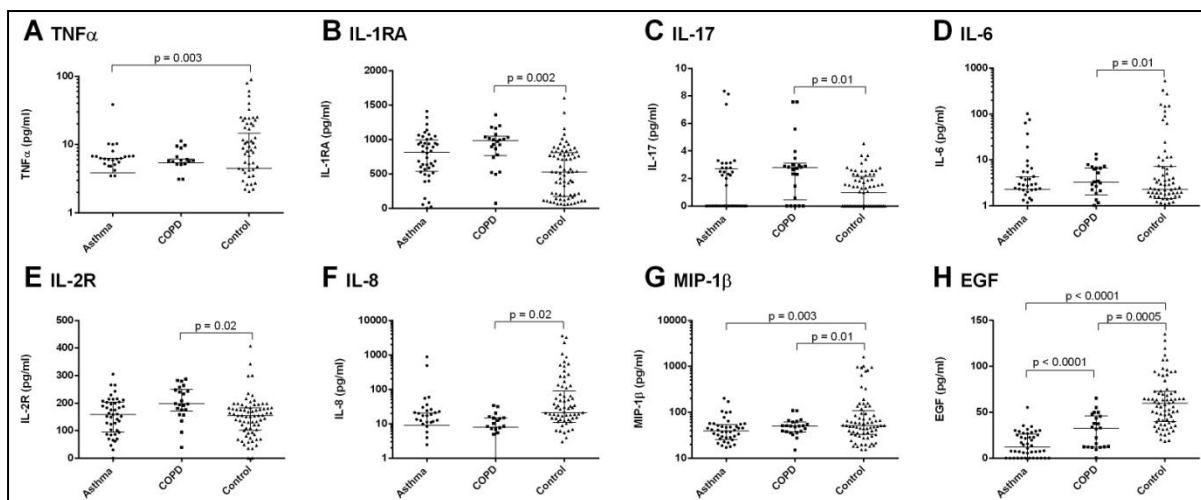 A TNFα
p = 0.003
TNFα (pg/ml)
100
10
1
Asthma
COPD
Control
B IL-1RA
p = 0.002
IL-1RA (pg/ml)
2000
1500
1000
500
0
Asthma
COPD
Control
C IL-17
p = 0.01
IL-17 (pg/ml)
8
6
4
2
0
Asthma
COPD
Control
D IL-6
p = 0.01
IL-6 (pg/ml)
1000
100
10
1
Asthma
COPD
Control
E IL-2R
p = 0.02
IL-2R (pg/ml)
500
400
300
200
100
0
Asthma
COPD
Control
F IL-8
p = 0.02
IL-8 (pg/ml)
10000
1000
100
10
1
Asthma
COPD
Control
G MIP-1β
p = 0.003
p = 0.01
MIP-1β (pg/ml)
10000
1000
100
10
Asthma
COPD
Control
H EGF
p < 0.0001
p = 0.0005
p < 0.0001
EGF (pg/ml)
150
100
50
0
Asthma
COPD
Control